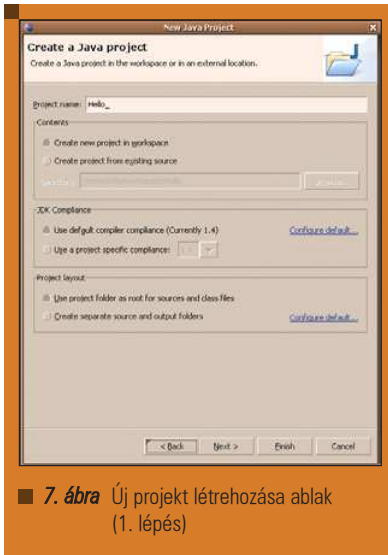 New Java Project
Create a Java project
Create a Java project in the workspace or in an external location.
Project name: Hello_
Contents
Create new project in workspace
Create project from existing source
JDK Compliance
Use default compiler compliance (Currently 1.4)
Configure default...
Use a project specific compliance:
Project layout
Use project folder as root for sources and class files
Create separate source and output folders
Configure default...
< Back
Next >
Finish
Cancel
7. ábra Új projekt létrehozása ablak
(1. lépés)